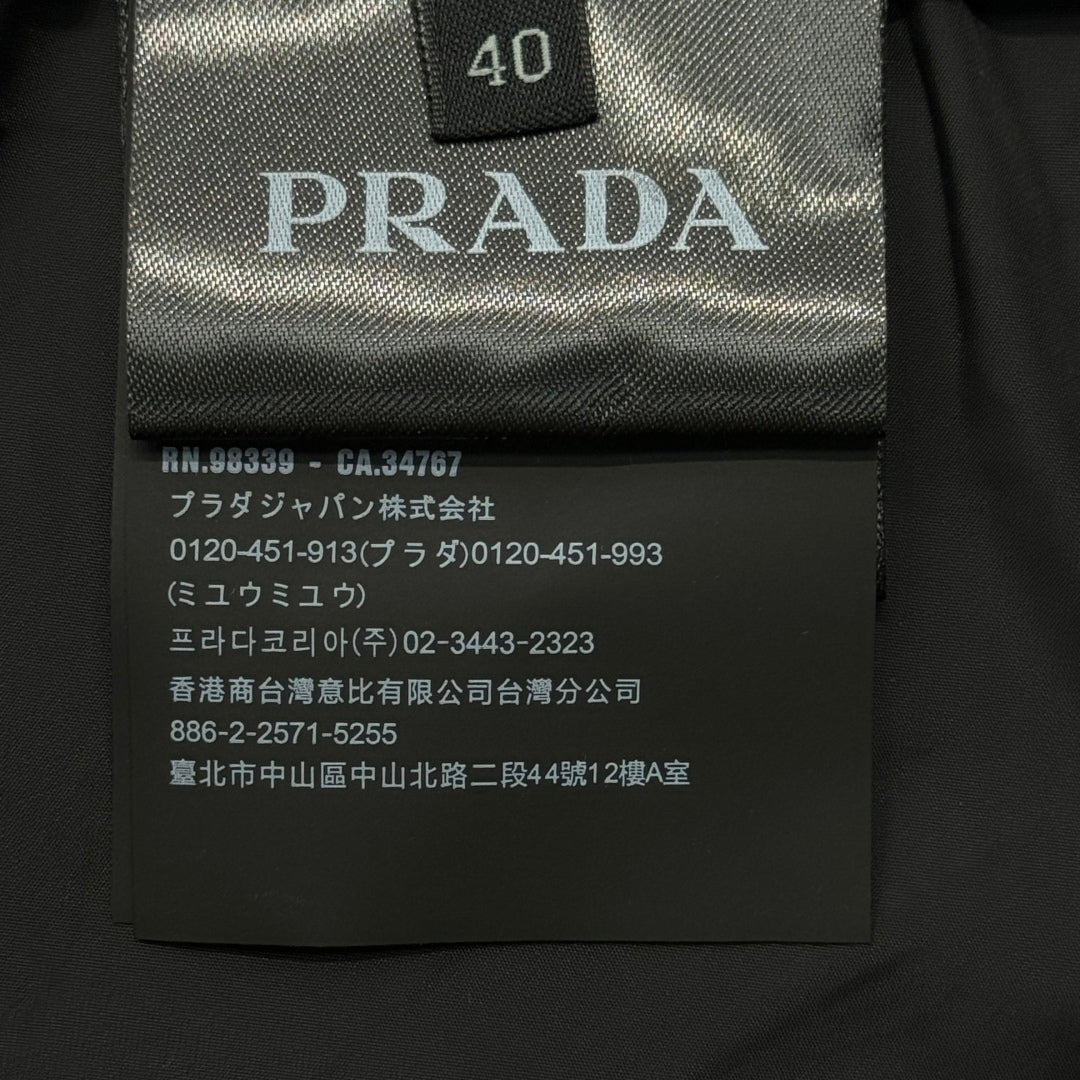 40
PRADA
RN.98339 - CA.34767
プラダジャパン株式会社
0120-451-913(プラダ)0120-451-993
(ミユウミユウ)
프라다코리아(주)02-3443-2323
香港商台灣意比有限公司台灣分公司
886-2-2571-5255
臺北市中山區中山北路二段44號12樓A室